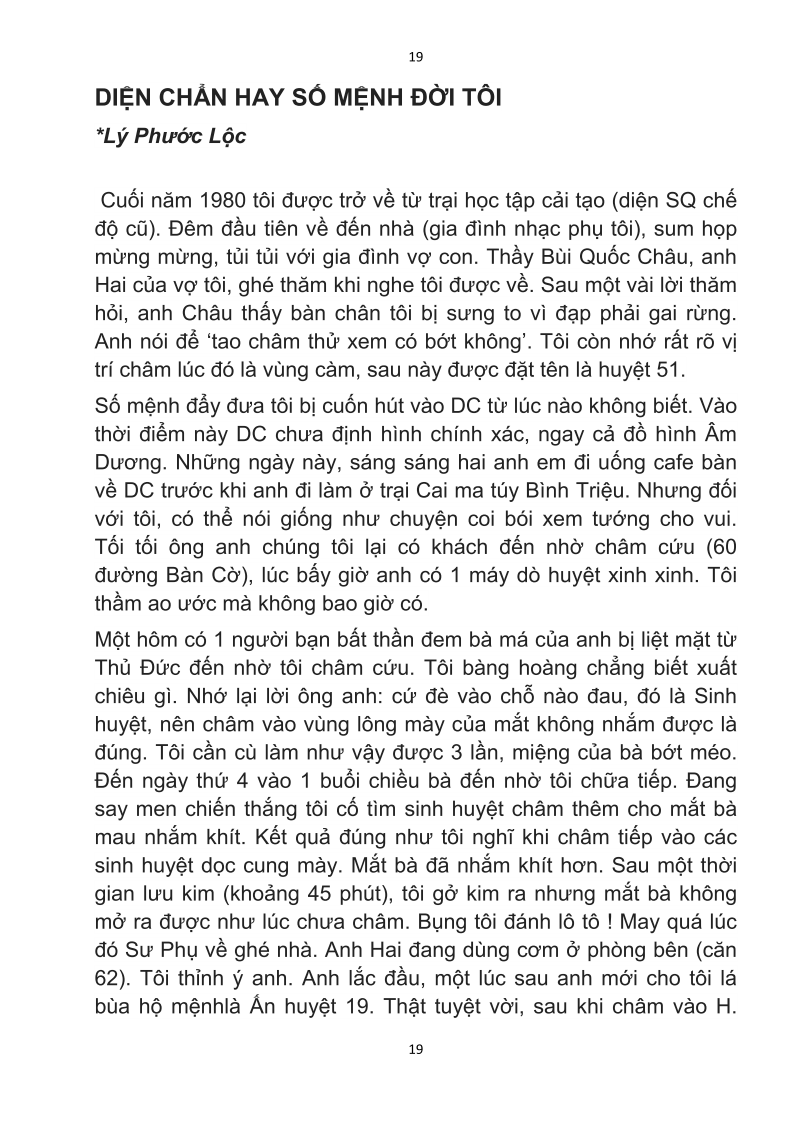 19
DIỆN CHẨN HAY SỐ MỆNH ĐỜI TÔI
*Lý Phước Lộc
Cuối năm 1980 tôi được trở về từ trại học tập cải tạo (diện SQ chế
độ cũ). Đêm đầu tiên về đến nhà (gia đình nhạc phụ tôi), sum họp
mừng mừng, tủi tủi với gia đình vợ con. Thầy Bùi Quốc Châu, anh
Hai của vợ tôi, ghé thăm khi nghe tôi được về. Sau một vài lời thăm
hỏi, anh Châu thấy bàn chân tôi bị sưng to vì đạp phải gai rừng.
Anh nói để ‘tao châm thử xem có bớt không’. Tôi còn nhớ rất rõ vị
trí châm lúc đó là vùng càm, sau này được đặt tên là huyệt 51.
Số mệnh đẩy đưa tôi bị cuốn hút vào DC từ lúc nào không biết. Vào
thời điểm này DC chưa định hình chính xác, ngay cả đồ hình Âm
Dương. Những ngày này, sáng sáng hai anh em đi uống cafe bàn
về DC trước khi anh đi làm ở trại Cai ma túy Bình Triệu. Nhưng đối
với tôi, có thể nói giống như chuyện coi bói xem tướng cho vui.
Tối tối ông anh chúng tôi lại có khách đến nhờ châm cứu (60
đường Bàn Cờ), lúc bấy giờ anh có 1 máy dò huyệt xinh xinh. Tôi
thầm ao ước mà không bao giờ có.
Một hôm có 1 người bạn bất thần đem bà má của anh bị liệt mặt từ
Thủ Đức đến nhờ tôi châm cứu. Tôi bàng hoàng chẳng biết xuất
chiêu gì. Nhớ lại lời ông anh: cứ đè vào chỗ nào đau, đó là Sinh
huyệt, nên châm vào vùng lông mày của mắt không nhắm được là
đúng. Tôi cần cù làm như vậy được 3 lần, miệng của bà bớt méo.
Đến ngày thứ 4 vào 1 buổi chiều bà đến nhờ tôi chữa tiếp. Đang
say men chiến thắng tôi cố tìm sinh huyệt châm thêm cho mắt bà
mau nhắm khít. Kết quả đúng như tôi nghĩ khi châm tiếp vào các
sinh huyệt dọc cung mày. Mắt bà đã nhắm khít hơn. Sau một thời
gian lưu kim (khoảng 45 phút), tôi gở kim ra nhưng mắt bà không
mở ra được như lúc chưa châm. Bụng tôi đánh lô tô ! May quá lúc
đó Sư Phụ về ghé nhà. Anh Hai đang dùng cơm ở phòng bên (căn
62). Tôi thỉnh ý anh. Anh lắc đầu, một lúc sau anh mới cho tôi lá
bùa hộ mệnhlà Ấn huyệt 19. Thật tuyệt vời, sau khi châm vào H.
19